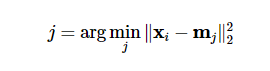 j = arg min_j ‖x_i − m_j‖_2^2